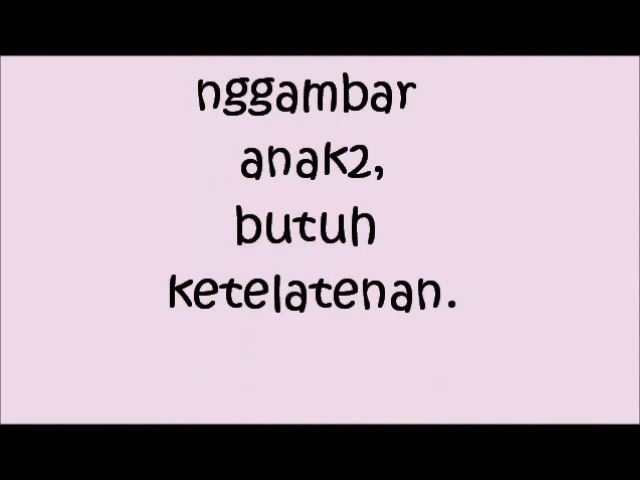 nggambar
anak2,
butuh
ketelatenan.